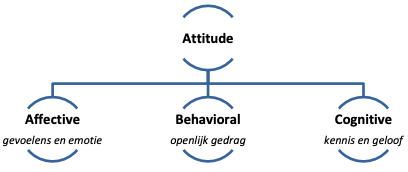 Attitude
Affective
gevoelens en emotie
Behavioral
openlijk gedrag
Cognitive
kennis en geloof